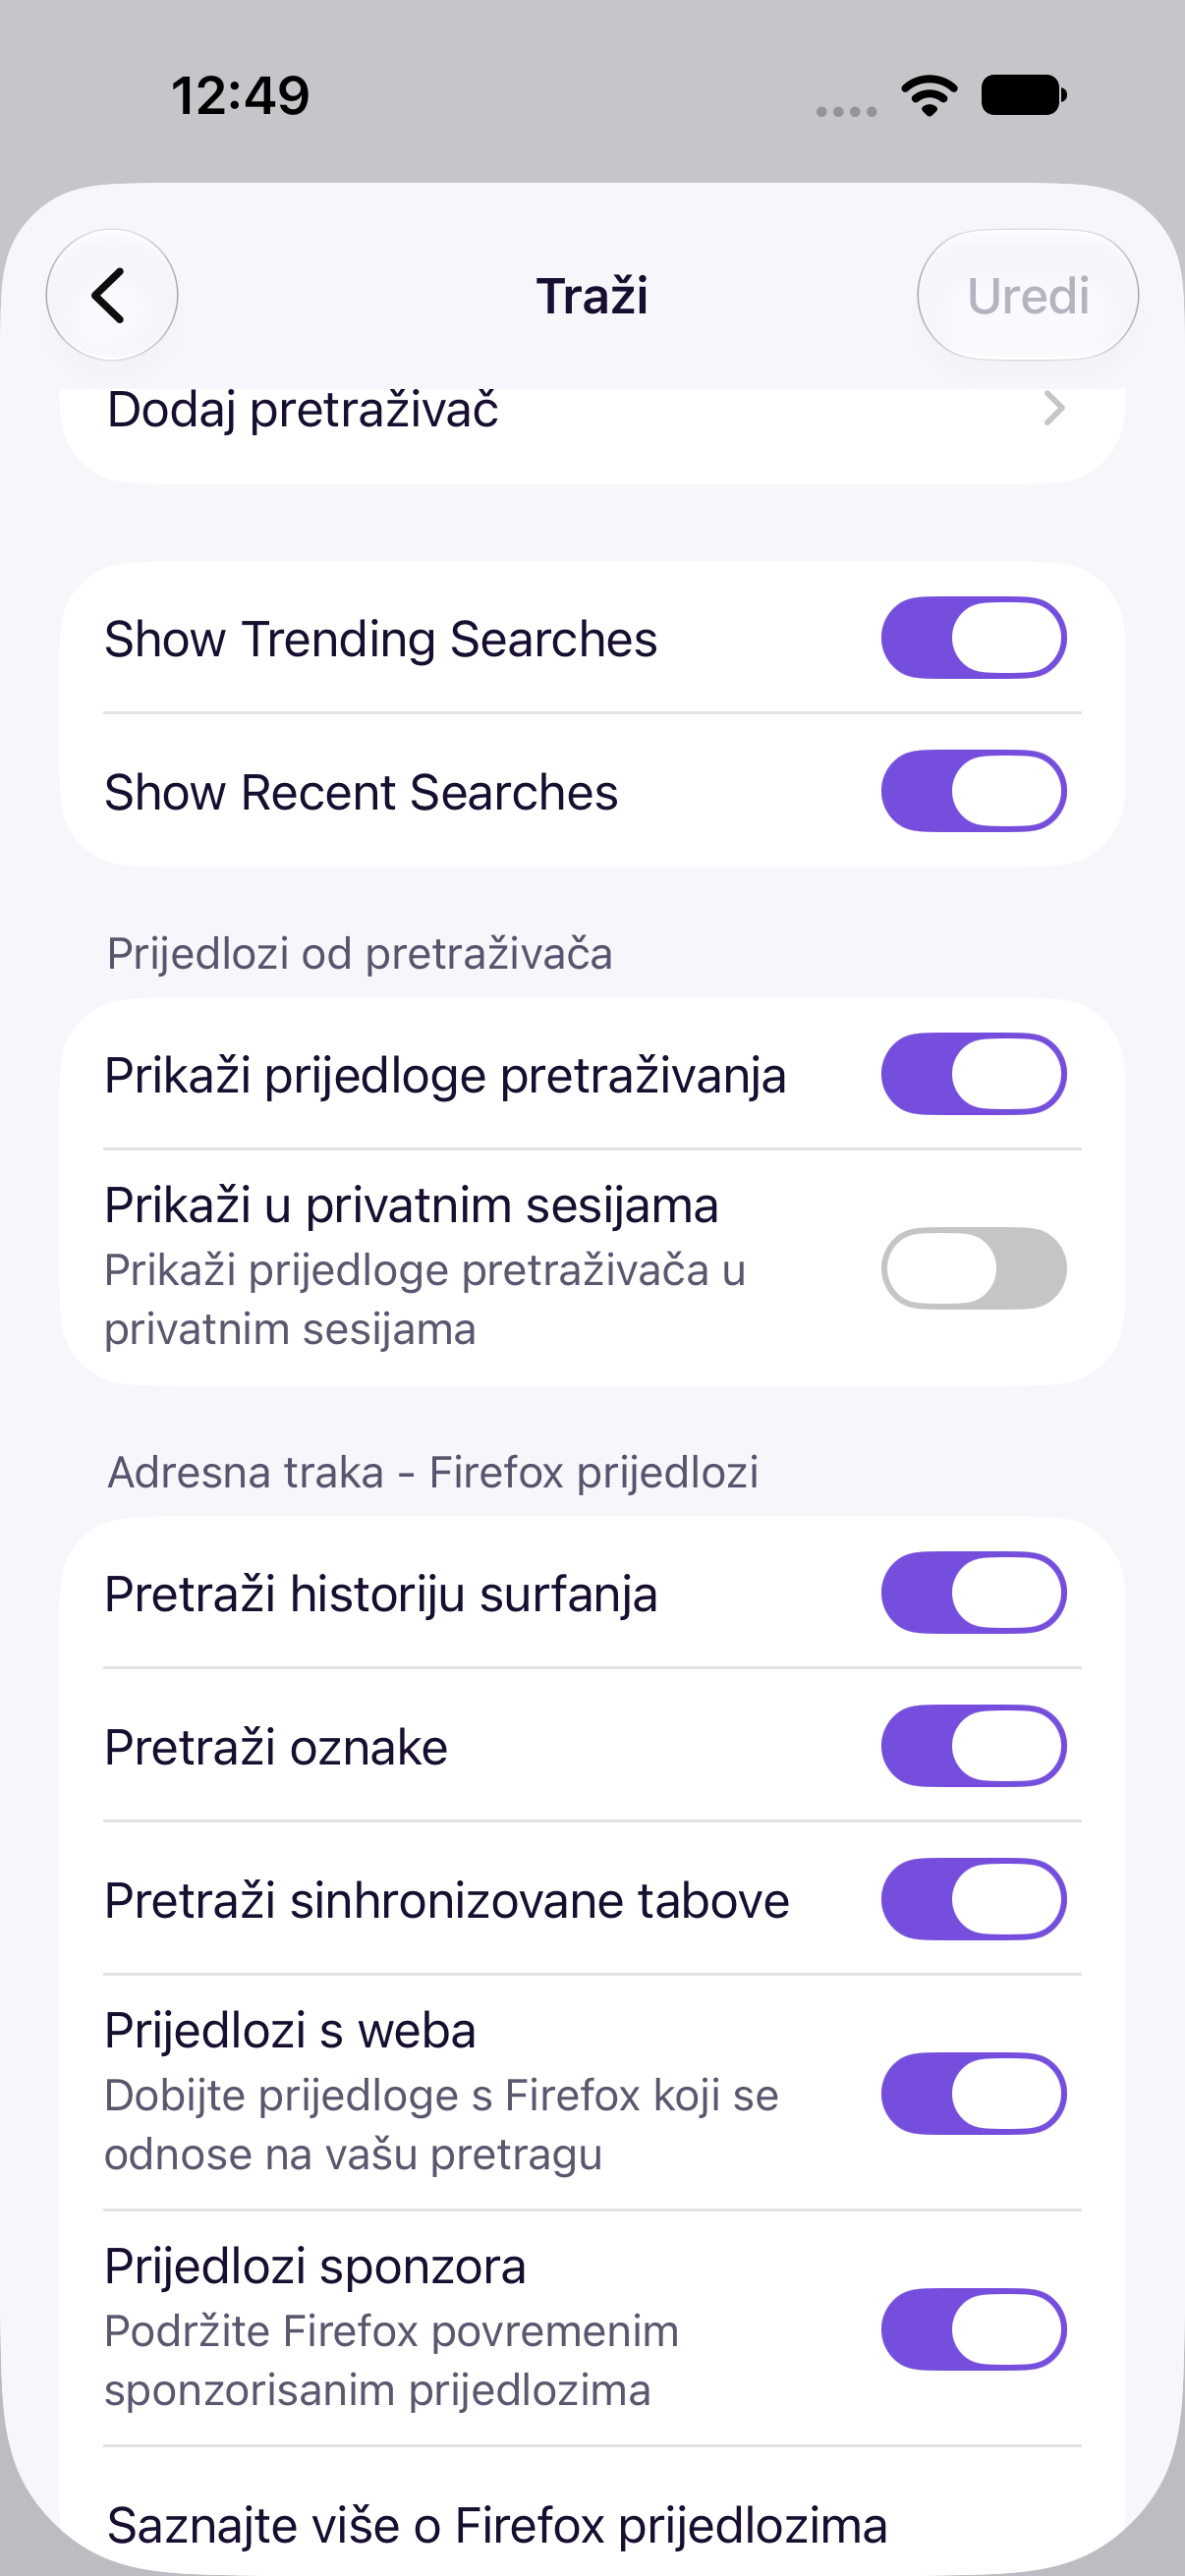 12:49
Traži
Uredi
Dodaj pretraživač
Show Trending Searches
Show Recent Searches
Prijedlozi od pretraživača
Prikaži prijedloge pretraživanja
Prikaži u privatnim sesijama
Prikaži prijedloge pretraživača u
privatnim sesijama
Adresna traka - Firefox prijedlozi
Pretraži historiju surfanja
Pretraži oznake
Pretraži sinhronizovane tabove
Prijedlozi s weba
Dobijte prijedloge s Firefox koji se
odnose na vašu pretragu
Prijedlozi sponzora
Podržite Firefox povremenim
sponzorisanim prijedlozima
Saznajte više o Firefox prijedlozima